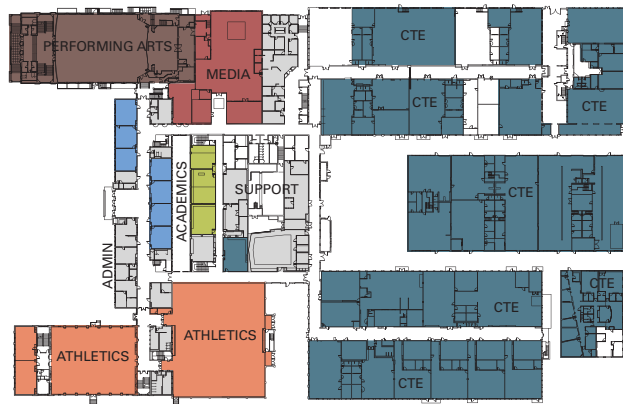 PERFORMING ARTS
MEDIA
CTE
CTE
CTE
ACADEMICS
SUPPORT
CTE
ADMIN
CTE
CTE
ATHLETICS
ATHLETICS
CTE